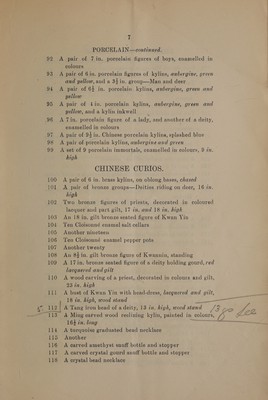 7
PORCELAIN—continued.
92 A pair of 7 in. porcelain figures of boys, enamelled in
colours
93 A pair of 6 in. porcelain figures of kylins, aubergine, green
and yellow, and a 3½ in. group—Man and deer
94 A pair of 6½ in. porcelain kylins, aubergine, green and
yellow
95 A pair of 4 in. porcelain kylins, aubergine, green and
yellow, and a kylin inkwell
96 A 7 in. porcelain figure of a lady, and another of a deity,
enamelled in colours
97 A pair of 9½ in. Chinese porcelain kylins, splashed blue
98 A pair of porcelain kylins, aubergine and green
99 A set of 9 porcelain immortals, enamelled in colours, 9 in.
high
CHINESE CURIOS.
100 A pair of 6 in. brass kylins, on oblong bases, chased
101 A pair of bronze groups—Deities riding on deer, 16 in.
high
102 Two bronze figures of priests, decorated in coloured
lacquer and part gilt, 17 in. and 18 in. high
103 An 18 in. gilt bronze seated figure of Kwan Yin
104 Ten Cloisonné enamel salt cellars
105 Another nineteen
106 Ten Cloisonné enamel pepper pots
107 Another twenty
108 An 8½ in. gilt bronze figure of Kwannin, standing
109 A 17 in. bronze seated figure of a deity holding gourd, red
lacquered and gilt
110 A wood carving of a priest, decorated in colours and gilt,
25 in. high
111 A bust of Kwan Yin with head-dress, lacquered and gilt,
18 in. high, wood stand
112 A Tang iron head of a deity, 13 in. high, wood stand
113 A Ming carved wood reclining kylin, painted in colours,
16½ in. long
114 A turquoise graduated bead necklace
115 Another
116 A carved amethyst snuff bottle and stopper
117 A carved crystal gourd snuff bottle and stopper
118 A crystal bead necklace